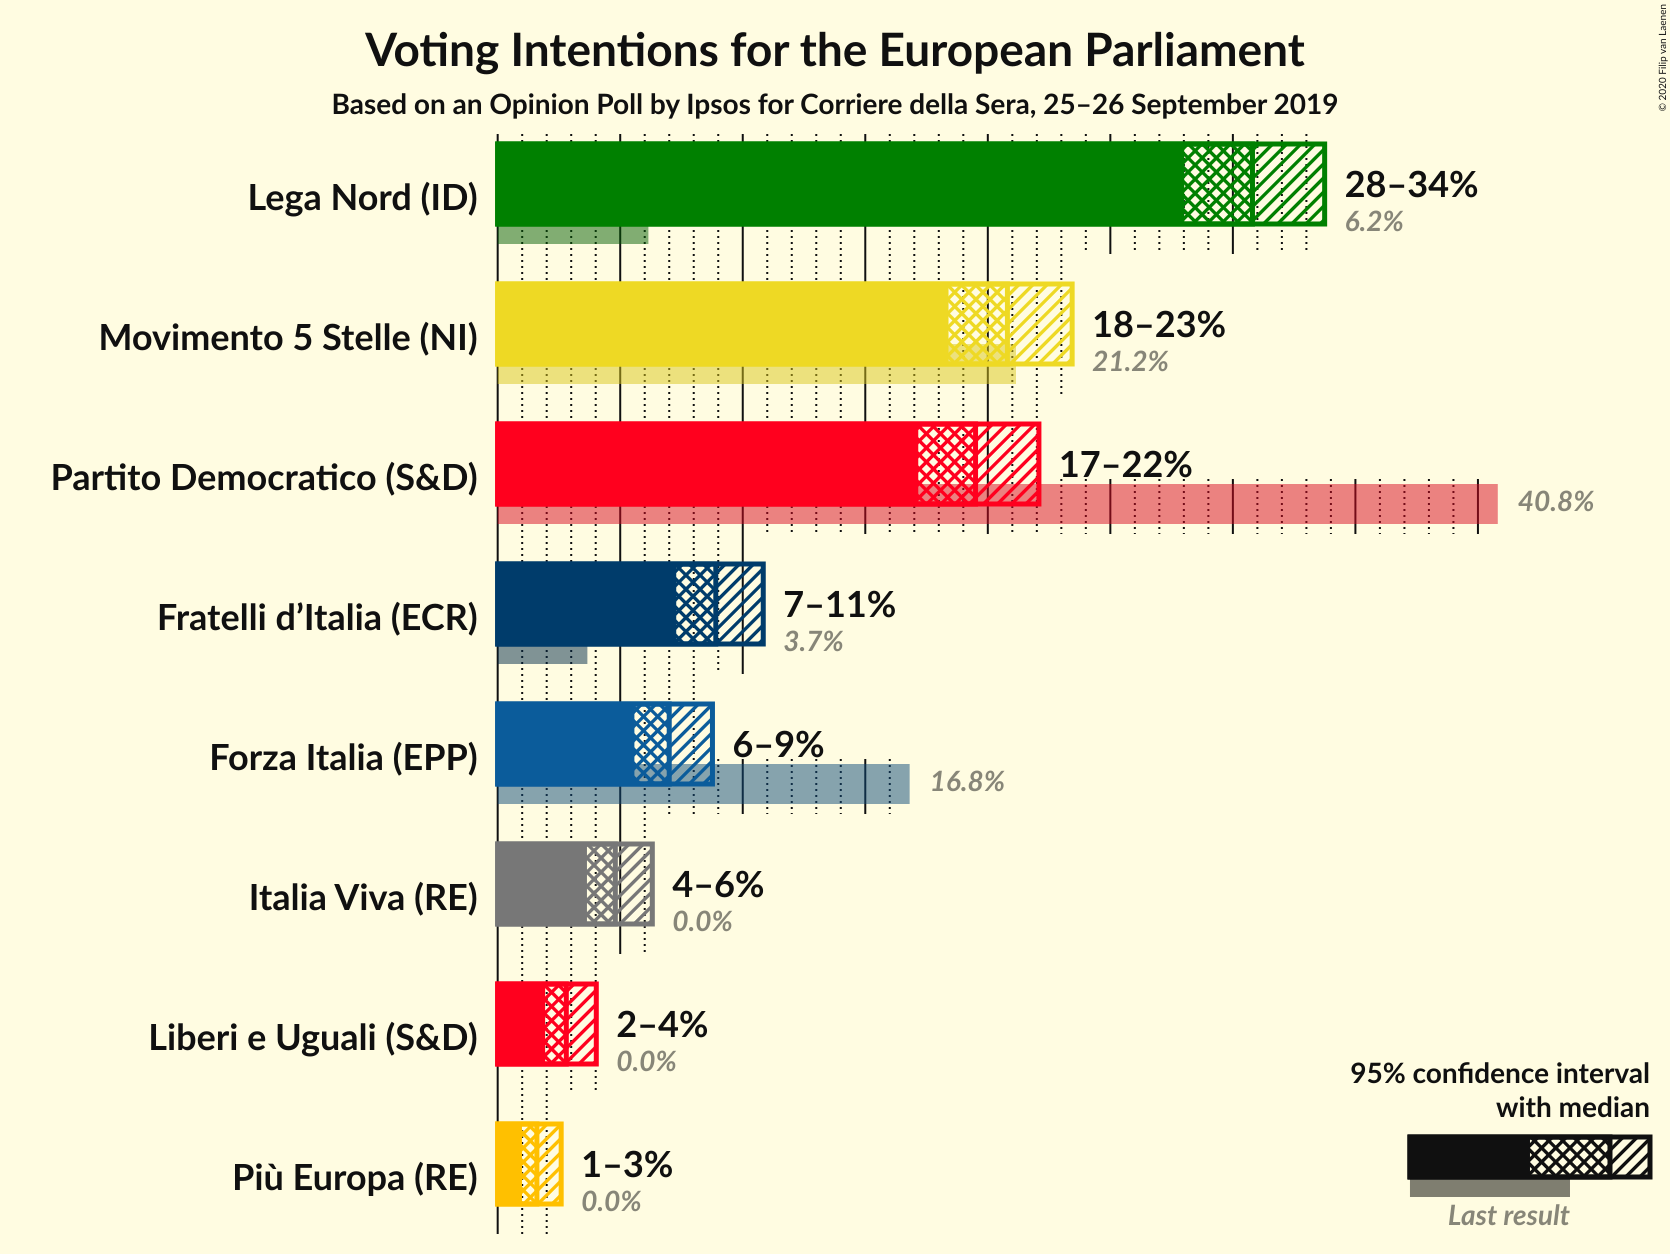 Voting Intentions for the European Parliament
Based on an Opinion Poll by Ipsos for Corriere della Sera, 25–26 September 2019
© 2020 Filip van Laenen
Lega Nord (ID)
28–34%
6.2%
Movimento 5 Stelle (NI)
18–23%
21.2%
Partito Democratico (S&D)
17–22%
40.8%
Fratelli d’Italia (ECR)
7–11%
3.7%
Forza Italia (EPP)
6–9%
16.8%
Italia Viva (RE)
4–6%
0.0%
Liberi e Uguali (S&D)
2–4%
0.0%
Più Europa (RE)
1–3%
0.0%
95% confidence interval
with median
Last result